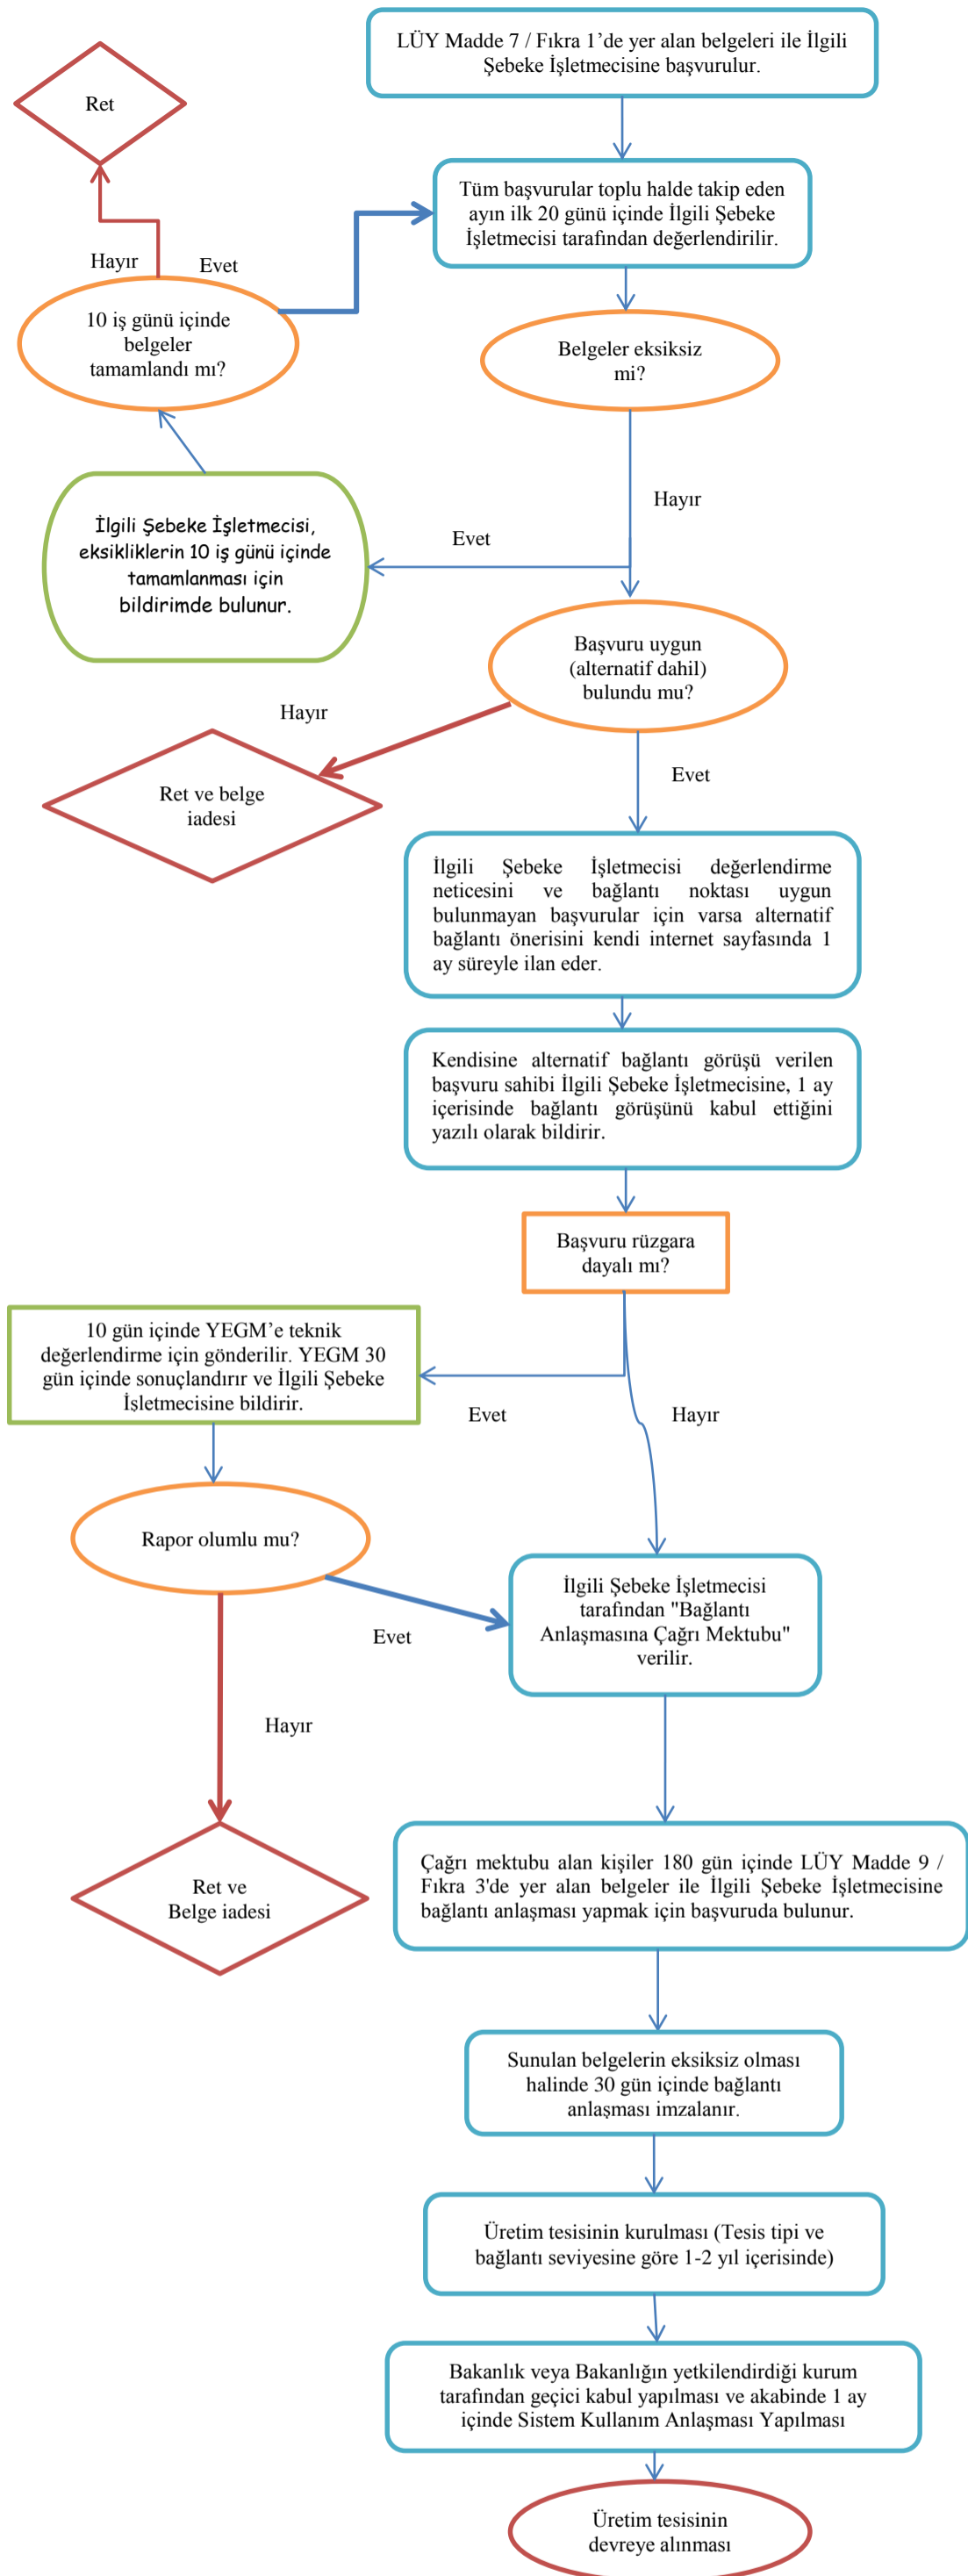 LÜY Madde 7 / Fıkra 1’de yer alan belgeleri ile İlgili
Şebeke İşletmecisine başvurulur.
Ret
Tüm başvurular toplu halde takip eden
ayın ilk 20 günü içinde İlgili Şebeke
İşletmecisi tarafından değerlendirilir.
Hayır
Evet
10 iş günü içinde
belgeler
tamamlandı mı?
Belgeler eksiksiz
mi?
Hayır
Evet
İlgili Şebeke İşletmecisi,
eksikliklerin 10 iş günü içinde
tamamlanması için
bildirimde bulunur.
Başvuru uygun
(alternatif dahil)
bulundu mu?
Hayır
Evet
Ret ve belge
iadesi
İlgili Şebeke İşletmecisi değerlendirme
neticesini ve bağlantı noktası uygun
bulunmayan başvurular için varsa alternatif
bağlantı önerisini kendi internet sayfasında 1
ay süreyle ilan eder.
Kendisine alternatif bağlantı görüşü verilen
başvuru sahibi İlgili Şebeke İşletmecisine, 1 ay
içerisinde bağlantı görüşünü kabul ettiğini
yazılı olarak bildirir.
Başvuru rüzgara
dayalı mı?
10 gün içinde YEGM’e teknik
değerlendirme için gönderilir. YEGM 30
gün içinde sonuçlandırır ve İlgili Şebeke
İşletmecisine bildirir.
Evet
Hayır
Rapor olumlu mu?
İlgili Şebeke İşletmecisi
tarafından "Bağlantı
Anlaşmasına Çağrı Mektubu"
verilir.
Evet
Hayır
Ret ve
Belge iadesi
Çağrı mektubu alan kişiler 180 gün içinde LÜY Madde 9 /
Fıkra 3'de yer alan belgeler ile İlgili Şebeke İşletmecisine
bağlantı anlaşması yapmak için başvuruda bulunur.
Sunulan belgelerin eksiksiz olması
halinde 30 gün içinde bağlantı
anlaşması imzalanır.
Üretim tesisinin kurulması (Tesis tipi ve
bağlantı seviyesine göre 1-2 yıl içerisinde)
Bakanlık veya Bakanlığın yetkilendirdiği kurum
tarafından geçici kabul yapılması ve akabinde 1 ay
içinde Sistem Kullanım Anlaşması Yapılması
Üretim tesisinin
devreye alınması